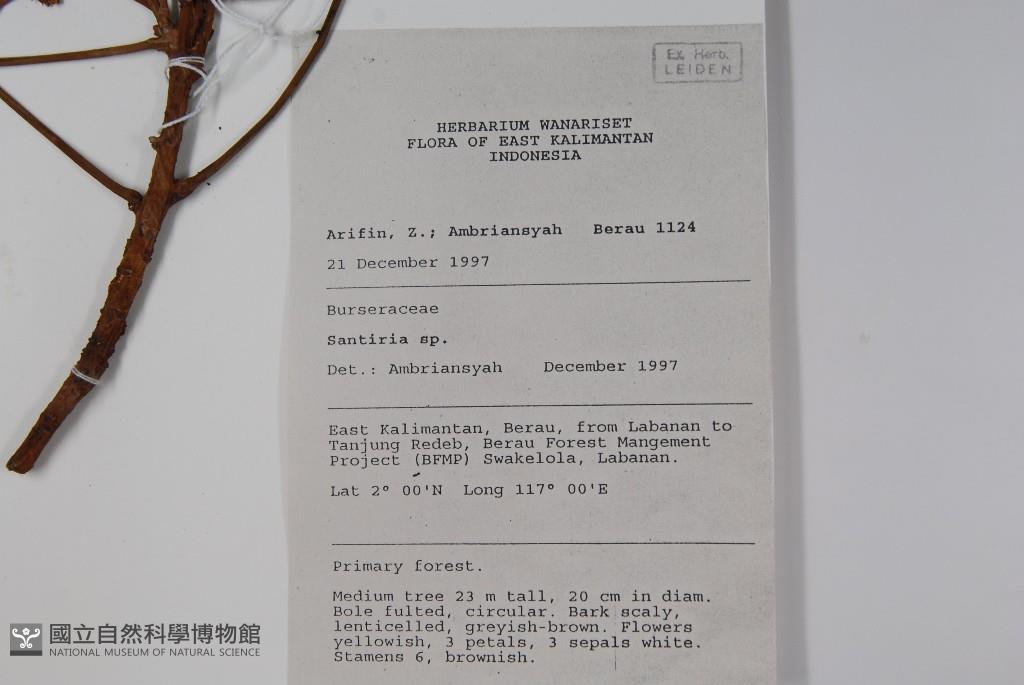 Ex Herb.
LEIDEN
HERBARIUM WANARISET
FLORA OF EAST KALIMANTAN
INDONESIA
Arifin, Z.; Ambriansyah Berau 1124
21 December 1997
Burseraceae
Santiria sp.
Det.: Ambriansyah December 1997
East Kalimantan, Berau, from Labanan to
Tanjung Redeb, Berau Forest Mangement
Project (BFMP) Swakelola, Labanan.
Lat 2° 00'N Long 117° 00'E
Primary forest.
Medium tree 23 m tall, 20 cm in diam.
Bole fulted, circular. Bark scaly,
lenticelled, greyish-brown. Flowers
yellowish, 3 petals, 3 sepals white.
Stamens 6, brownish.
國立自然科學博物館
NATIONAL MUSEUM OF NATURAL SCIENCE